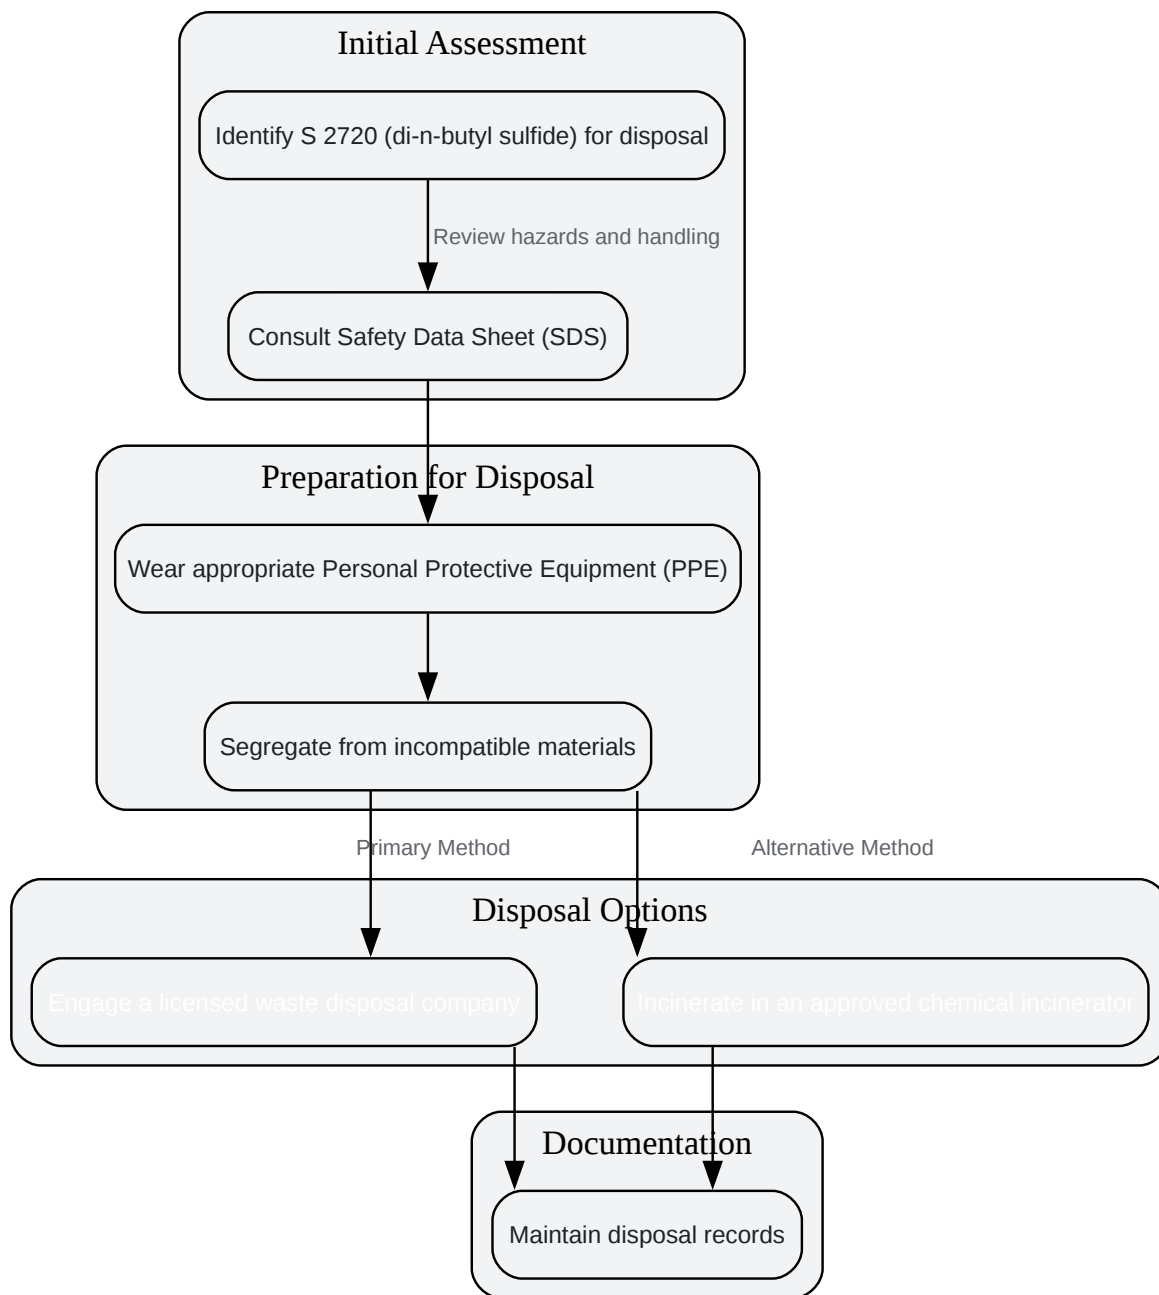 Initial Assessment
Identify S 2720 (di-n-butyl sulfide) for disposal
Review hazards and handling
Consult Safety Data Sheet (SDS)
Preparation for Disposal
Wear appropriate Personal Protective Equipment (PPE)
Segregate from incompatible materials
Primary Method
Alternative Method
Disposal Options
Engage a licensed waste disposal company
Incinerate in an approved chemical incinerator
Documentation
Maintain disposal records